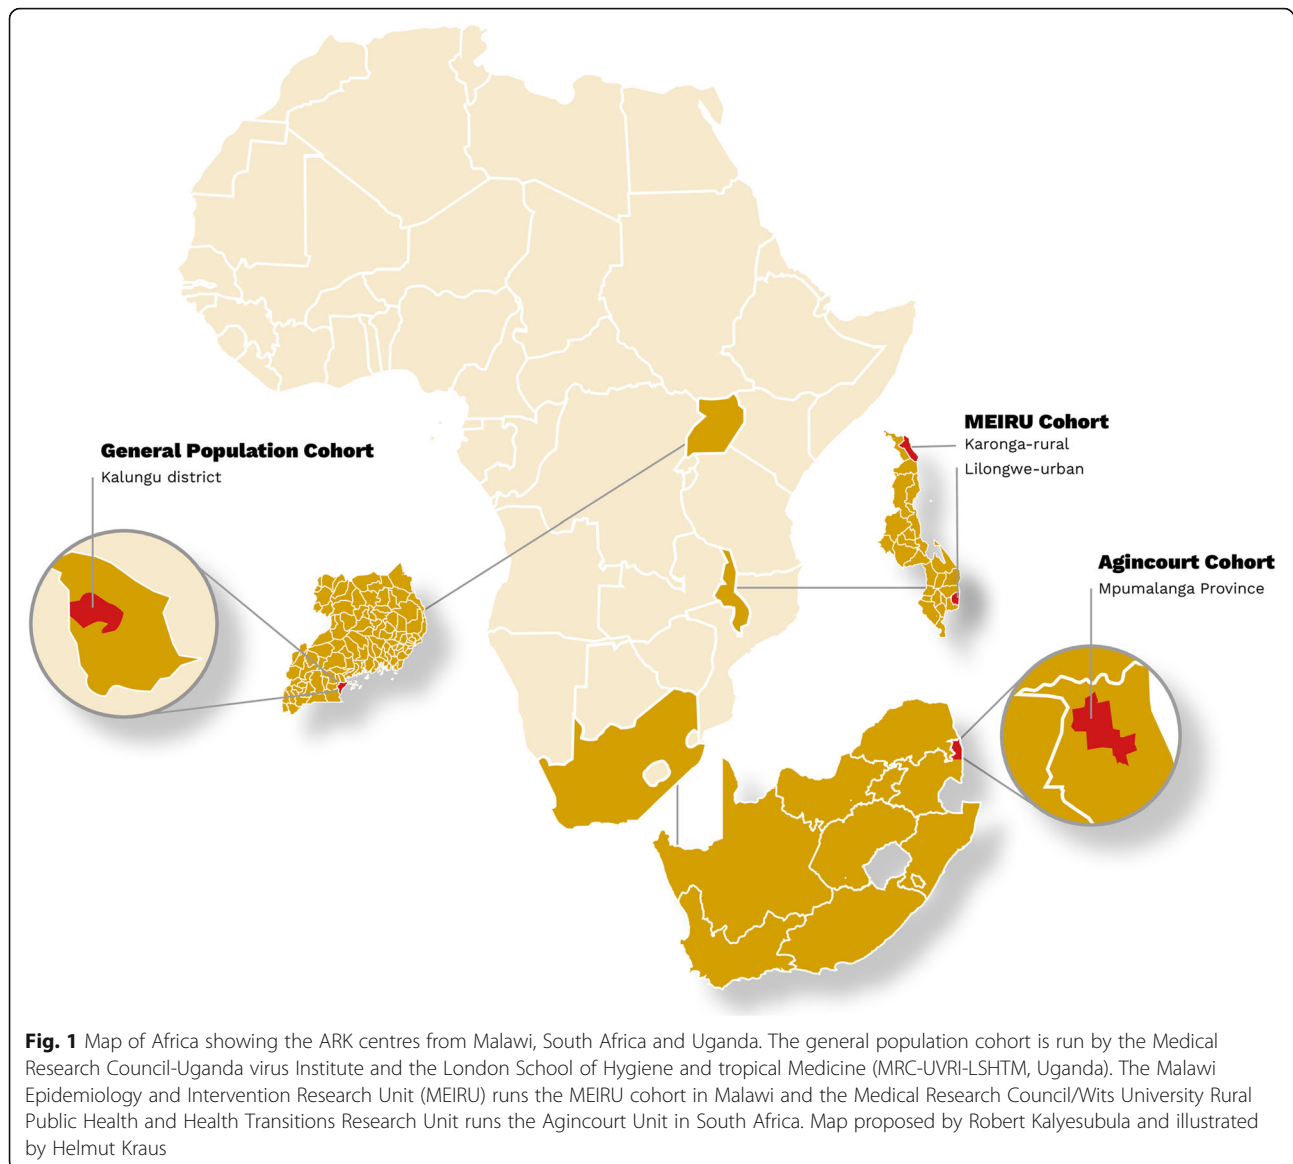 MEIRU Cohort
Karonga-rural
Lilongwe-urban
General Population Cohort
Kalungu district
Agincourt Cohort
Mpumalanga Province
Fig. 1 Map of Africa showing the ARK centres from Malawi, South Africa and Uganda. The general population cohort is run by the Medical
Research Council-Uganda virus Institute and the London School of Hygiene and tropical Medicine (MRC-UVRI-LSHTM, Uganda). The Malawi
Epidemiology and Intervention Research Unit (MEIRU) runs the MEIRU cohort in Malawi and the Medical Research Council/Wits University Rural
Public Health and Health Transitions Research Unit runs the Agincourt Unit in South Africa. Map proposed by Robert Kalyesubula and illustrated
by Helmut Kraus